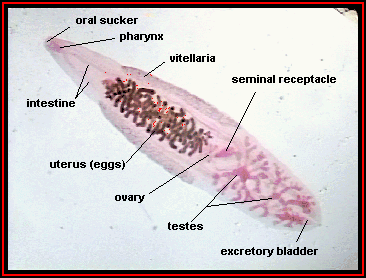 oral sucker
pharynx
vitellaria
seminal receptacle
intestine
uterus (eggs)
ovary
testes
excretory bladder